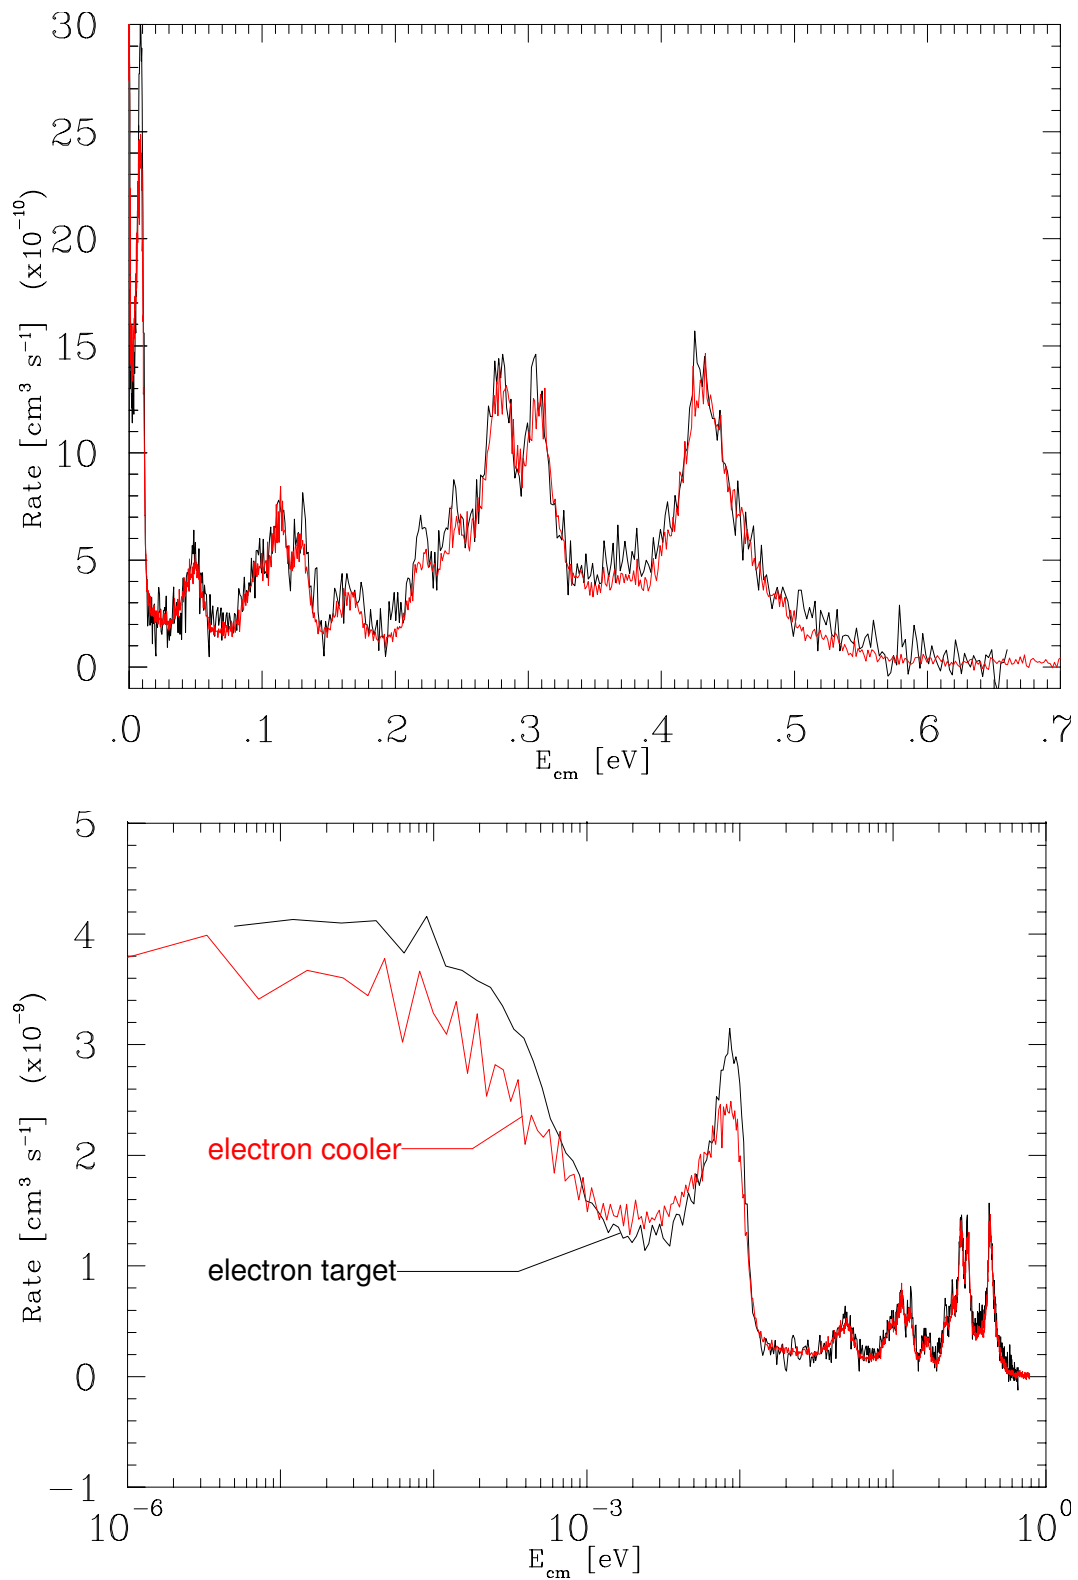 30
25
20
15
10
5
0
Rate [cm³ s⁻¹] (x10⁻¹⁰)
.0 .1 .2 .3 .4 .5 .6 .7
E_cm [eV]
5
4
3
2
1
0
−1
Rate [cm³ s⁻¹] (x10⁻⁹)
electron cooler
electron target
10⁻⁶ 10⁻³ 10⁰
E_cm [eV]